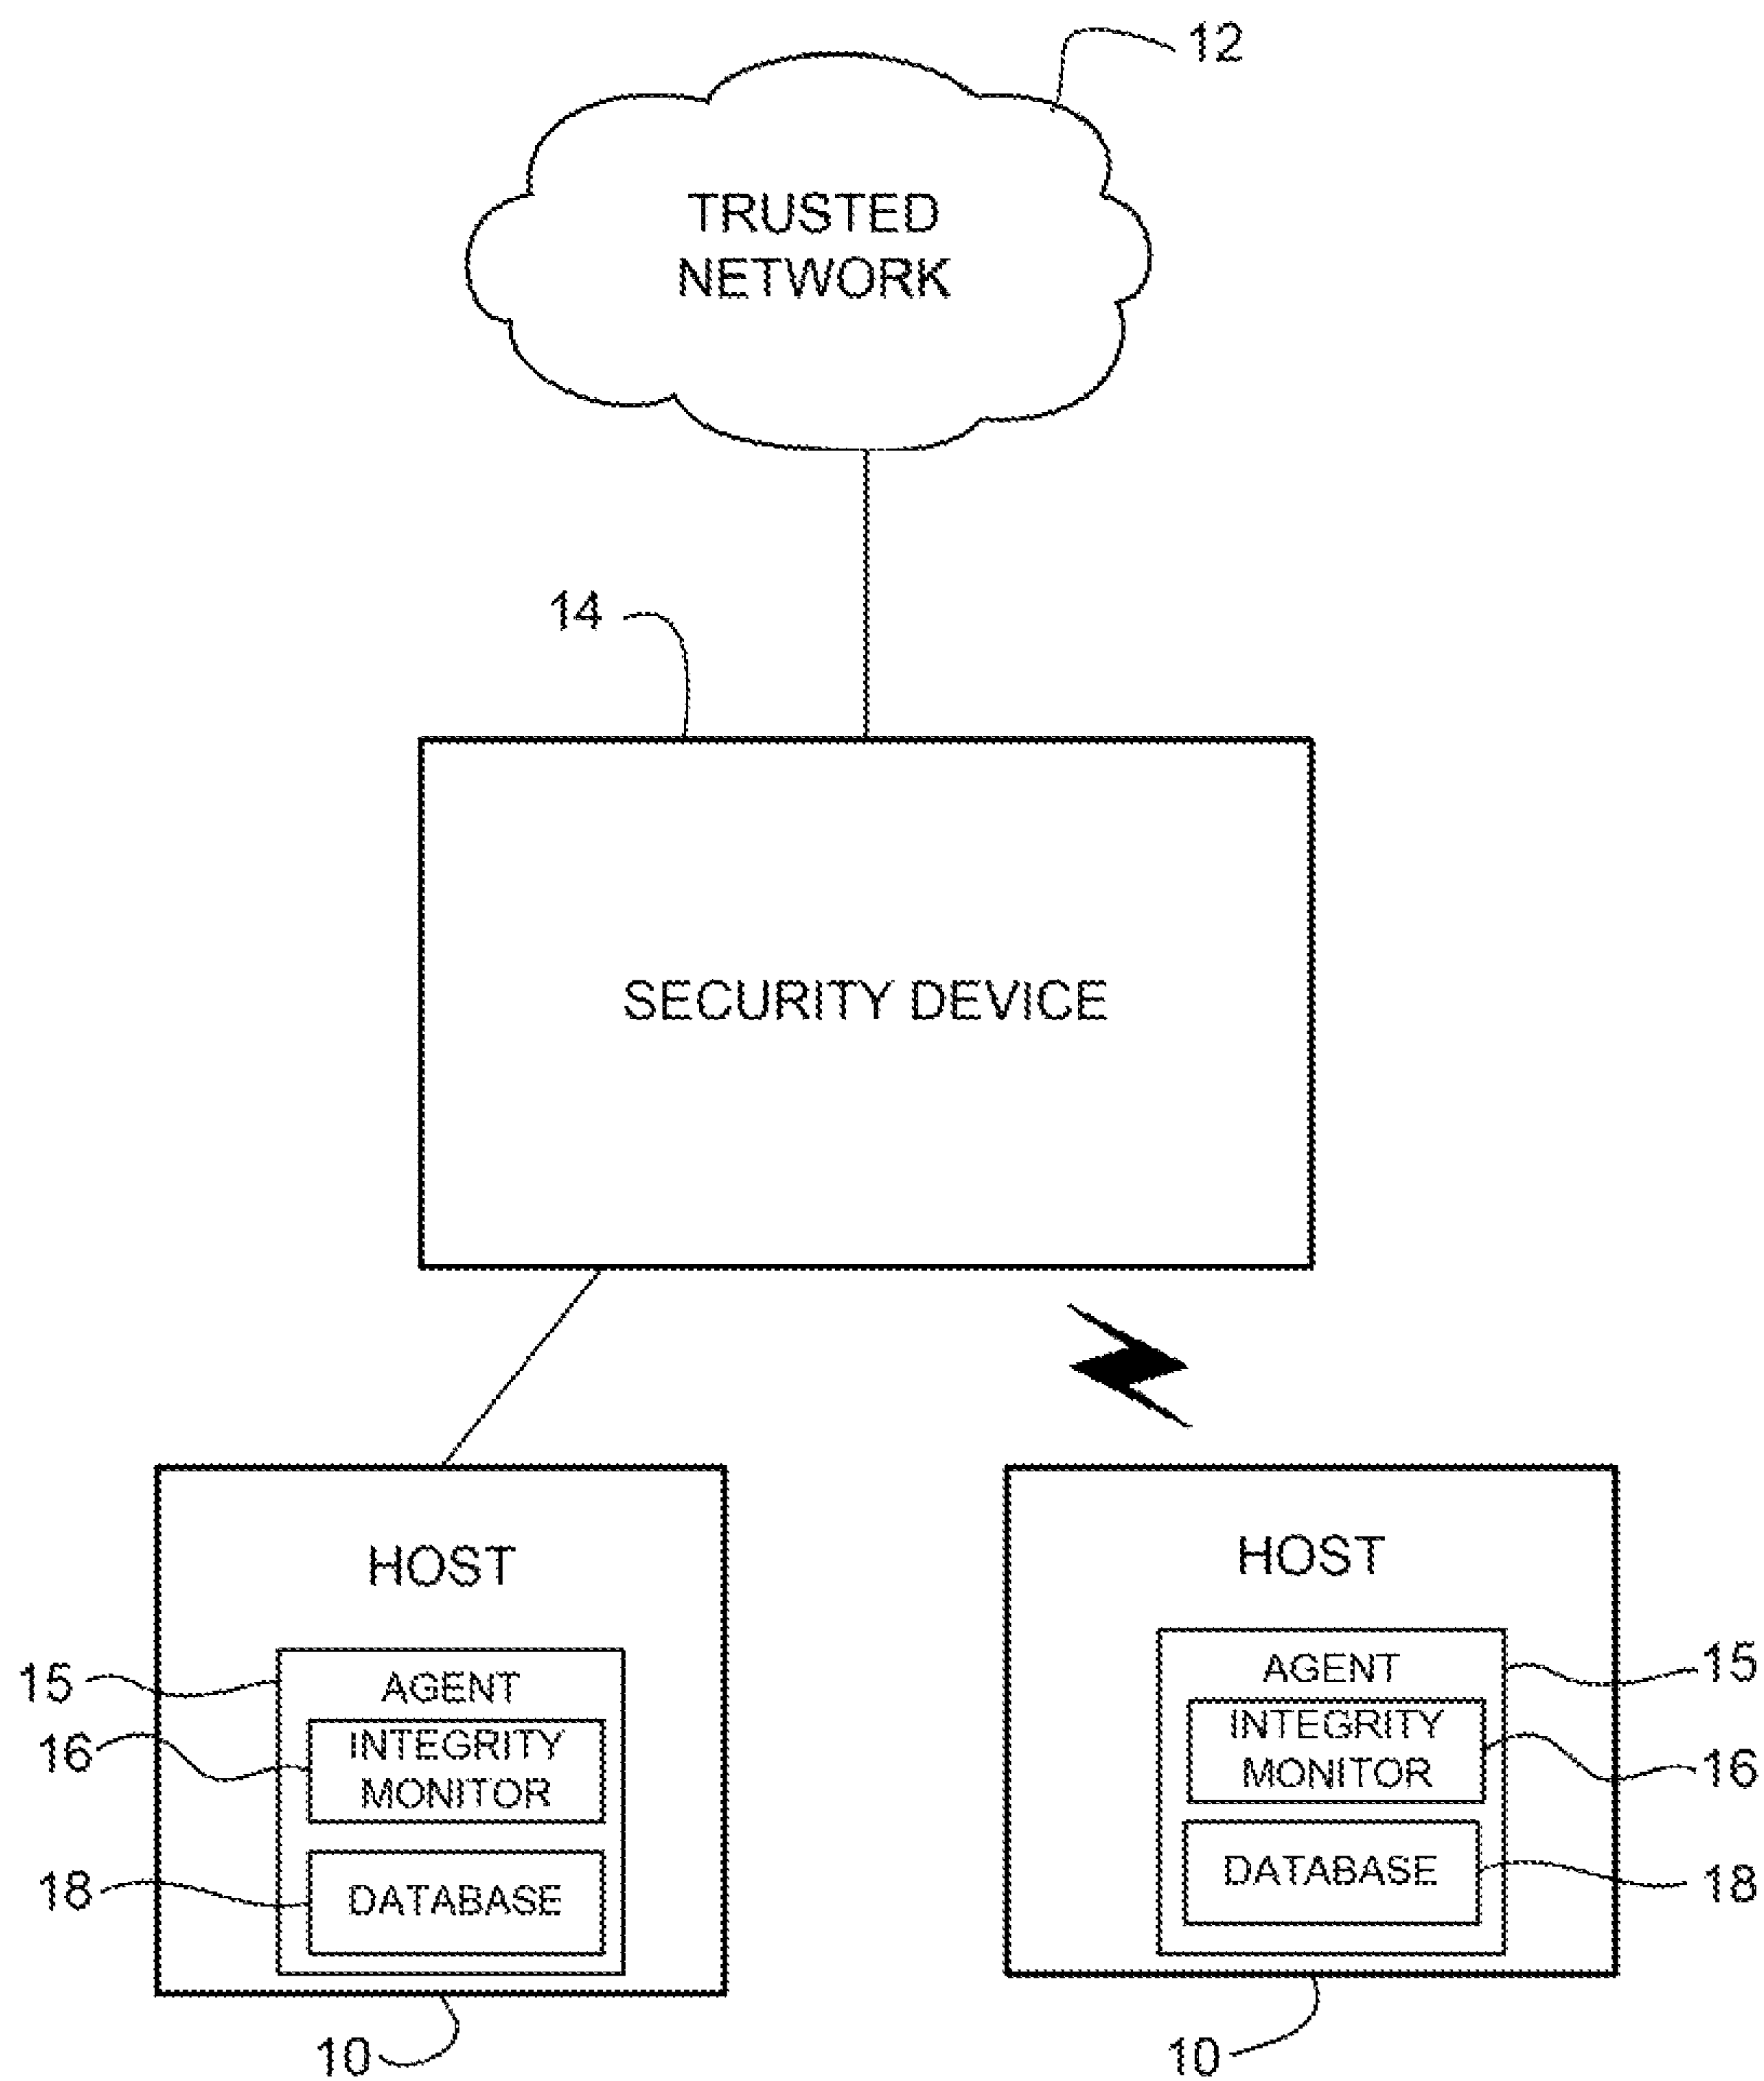 12
TRUSTED
NETWORK
14
SECURITY DEVICE
HOST
15
AGENT
16
INTEGRITY
MONITOR
18
DATABASE
10
HOST
AGENT
15
INTEGRITY
MONITOR
16
DATABASE
18
10